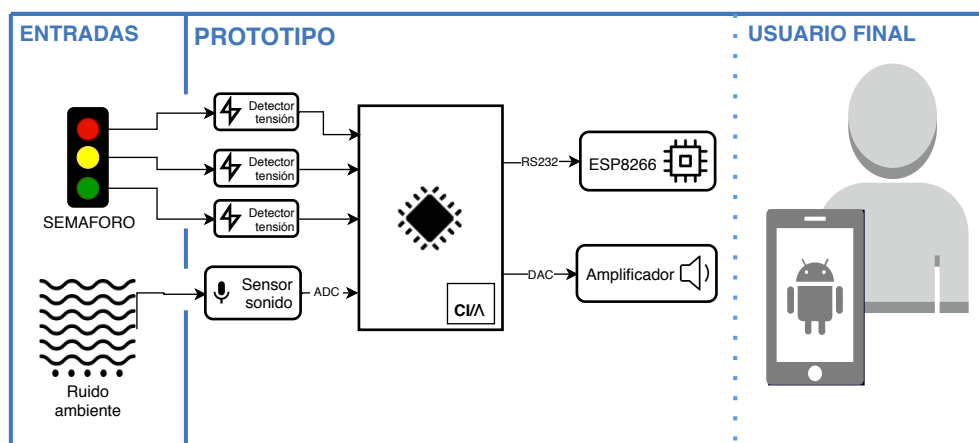 ENTRADAS
PROTOTIPO
USUARIO FINAL
Detector
tensión
Detector
tensión
Detector
tensión
SEMAFORO
RS232
ESP8266
Sensor
sonido
ADC
DAC
Amplificador
CI/Λ
Ruido
ambiente